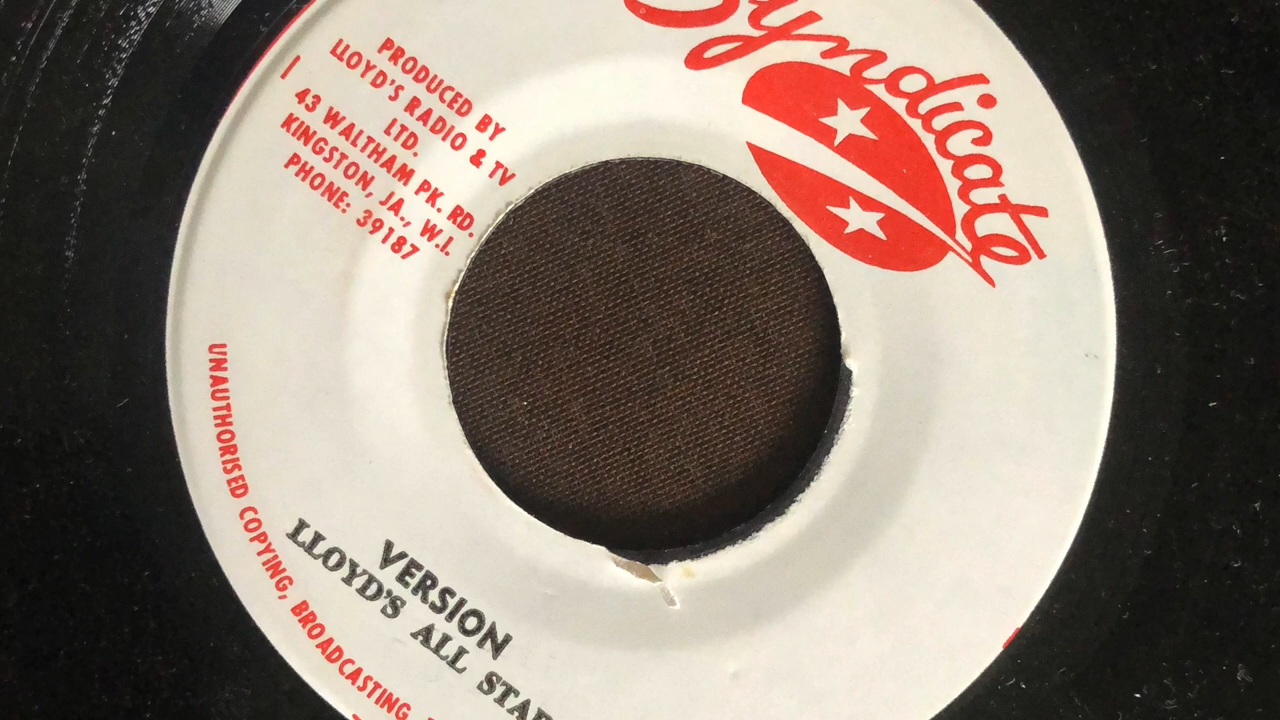 Syndicate
PRODUCED BY
LLOYD'S RADIO & TV
LTD.
43 WALTHAM PK. RD.
KINGSTON, JA., W.I.
PHONE: 39187
VERSION
LLOYD'S ALL STAR
UNAUTHORISED COPYING, BROADCASTING,